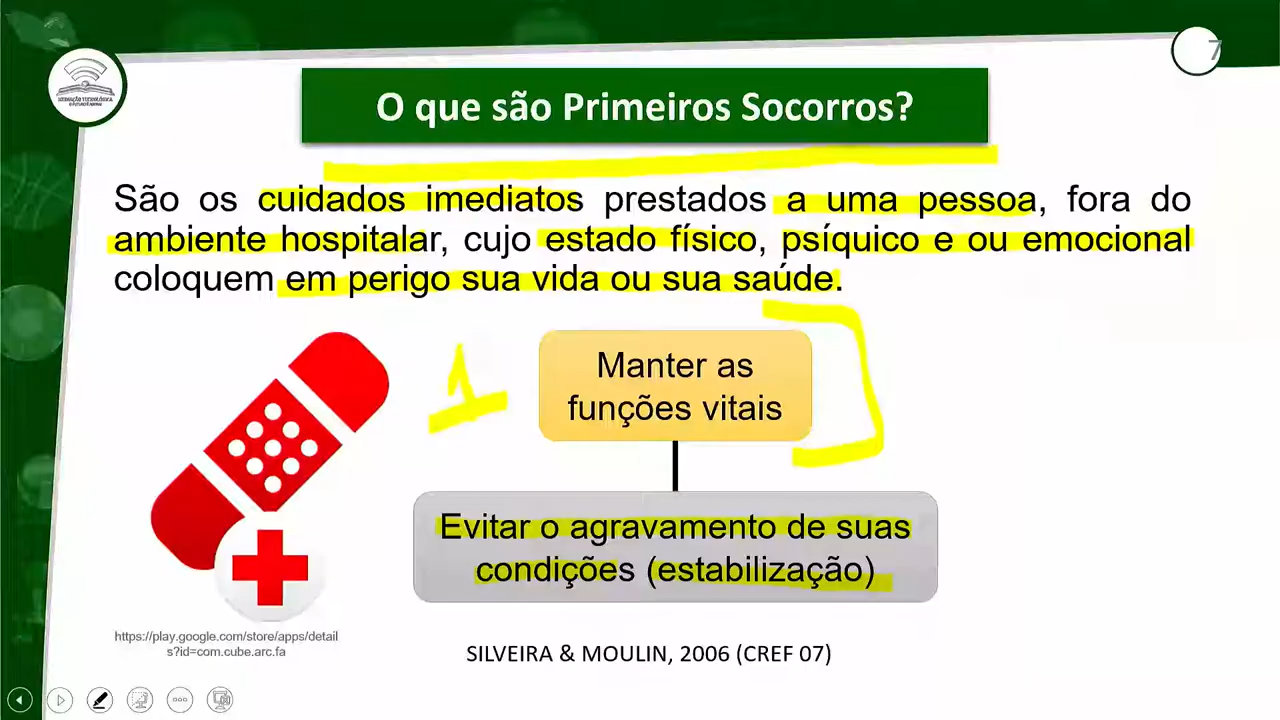 7
O que são Primeiros Socorros?
São os cuidados imediatos prestados a uma pessoa, fora do
ambiente hospitalar, cujo estado físico, psíquico e ou emocional
coloquem em perigo sua vida ou sua saúde.
1
Manter as
funções vitais
Evitar o agravamento de suas
condições (estabilização)
https://play.google.com/store/apps/detail
s?id=com.cube.arc.fa
SILVEIRA & MOULIN, 2006 (CREF 07)